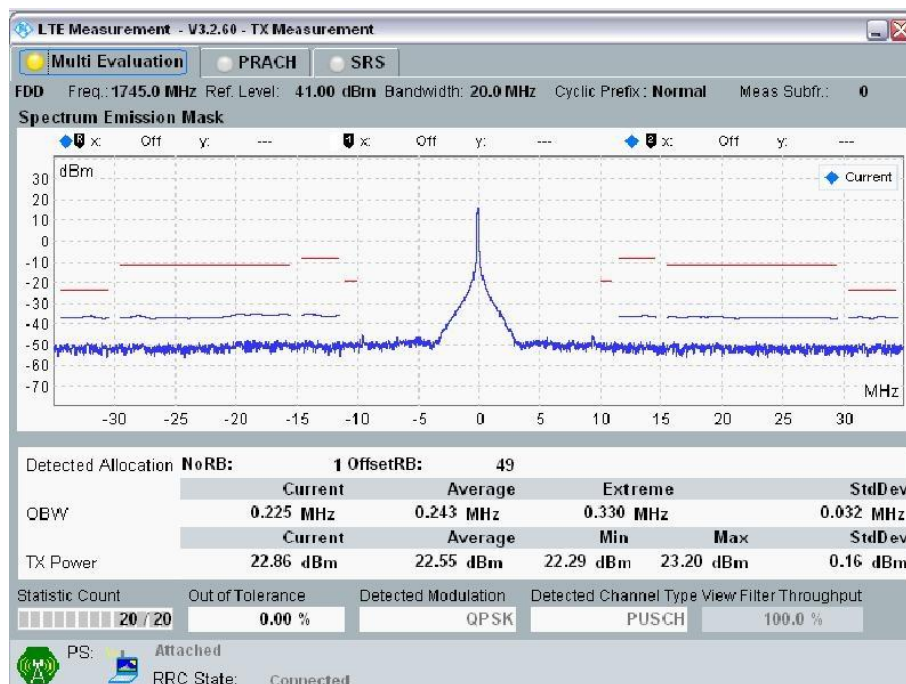 LTE Measurement - V3.2.60 - TX Measurement
Multi Evaluation PRACH SRS
FDD Freq.: 1745.0 MHz Ref. Level: 41.00 dBm Bandwidth: 20.0 MHz Cyclic Prefix: Normal Meas Subfr.: 0
Spectrum Emission Mask
R x: Off y: --- 1 x: Off y: --- 2 x: Off y: ---
dBm
Current
30
20
10
0
-10
-20
-30
-40
-50
-60
-70
MHz
-30 -25 -20 -15 -10 -5 0 5 10 15 20 25 30
Detected Allocation NoRB: 1 OffsetRB: 49
Current Average Extreme StdDev
OBW 0.225 MHz 0.243 MHz 0.330 MHz 0.032 MHz
Current Average Min Max StdDev
TX Power 22.86 dBm 22.55 dBm 22.29 dBm 23.20 dBm 0.16 dBm
Statistic Count Out of Tolerance Detected Modulation Detected Channel Type View Filter Throughput
20 / 20 0.00 % QPSK PUSCH 100.0 %
PS: Attached
RRC State: Connected